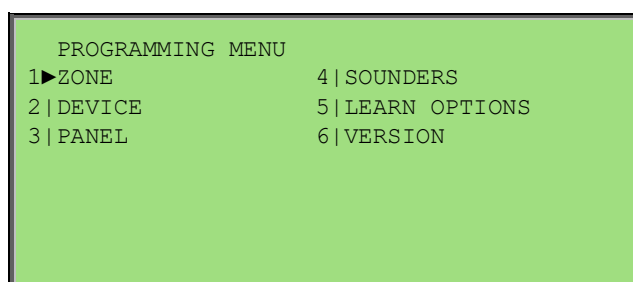 PROGRAMMING MENU
1►ZONE 4|SOUNDERS
2|DEVICE 5|LEARN OPTIONS
3|PANEL 6|VERSION